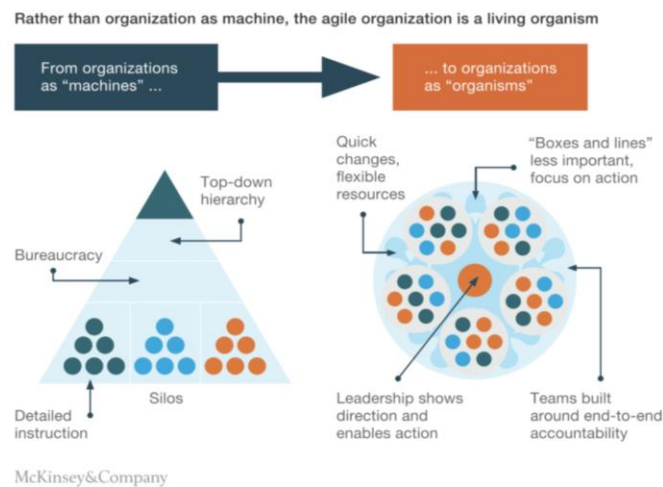 Rather than organization as machine, the agile organization is a living organism
From organizations
as “machines” ...
... to organizations
as “organisms”
Top-down
hierarchy
Bureaucracy
Silos
Detailed
instruction
Quick
changes,
flexible
resources
“Boxes and lines”
less important,
focus on action
Leadership shows
direction and
enables action
Teams built
around end-to-end
accountability
McKinsey&Company